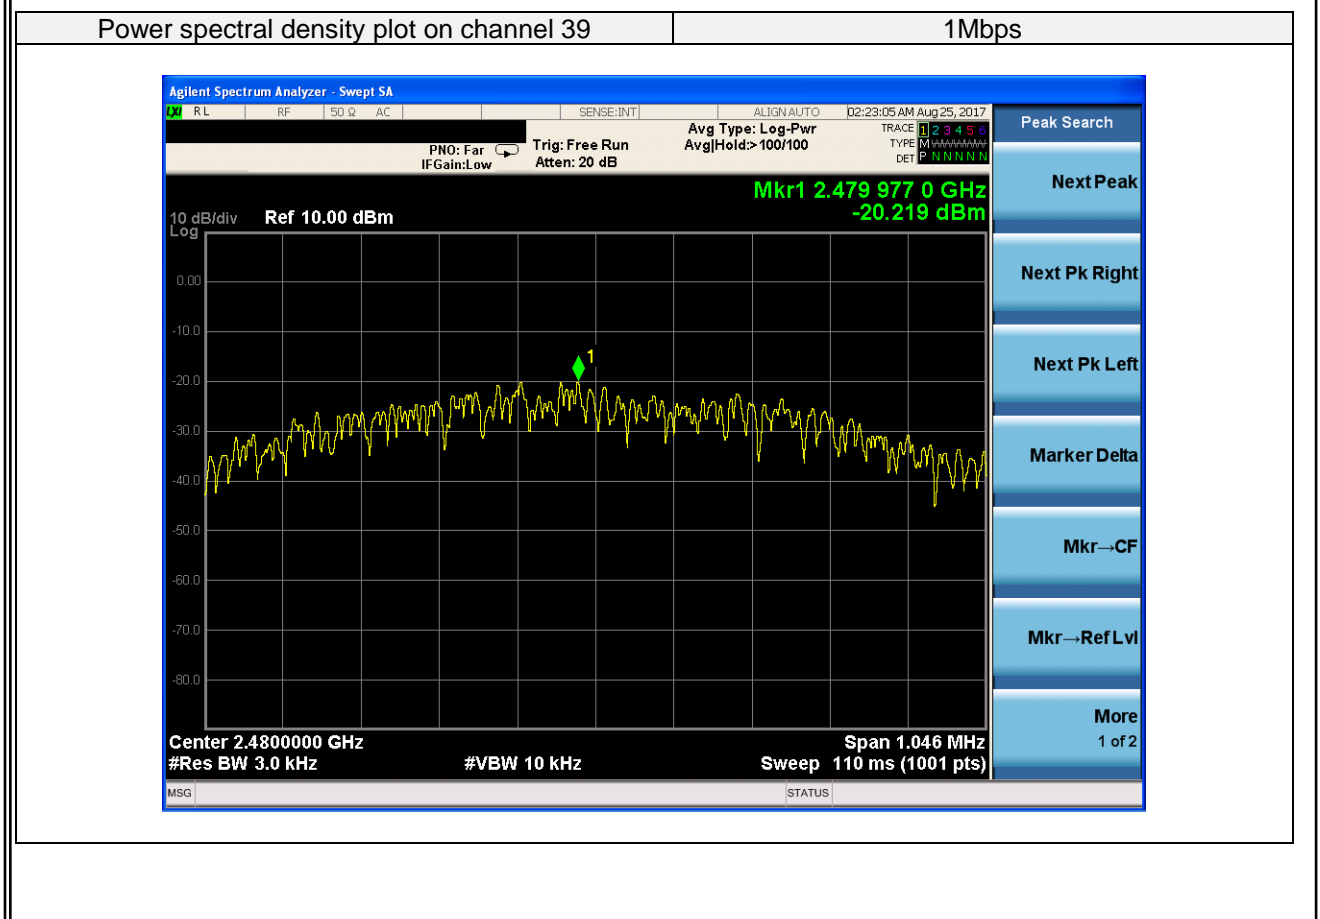 Power spectral density plot on channel 39 1Mbps
Agilent Spectrum Analyzer - Swept SA
LXI RL RF 50 Ω AC SENSE:INT ALIGN AUTO 02:23:05 AM Aug 25, 2017
Peak Search
PNO: Far Trig: Free Run Avg Type: Log-Pwr TRACE 1 2 3 4 5 6
IFGain:Low Atten: 20 dB Avg|Hold:>100/100 TYPE M
DET P N N N N N
Mkr1 2.479 977 0 GHz
-20.219 dBm
10 dB/div Ref 10.00 dBm
Log
0.00
-10.0
1
-20.0
-30.0
-40.0
-50.0
-60.0
-70.0
-80.0
Center 2.4800000 GHz Span 1.046 MHz
#Res BW 3.0 kHz #VBW 10 kHz Sweep 110 ms (1001 pts)
MSG STATUS
Next Peak
Next Pk Right
Next Pk Left
Marker Delta
Mkr→CF
Mkr→Ref Lvl
More
1 of 2